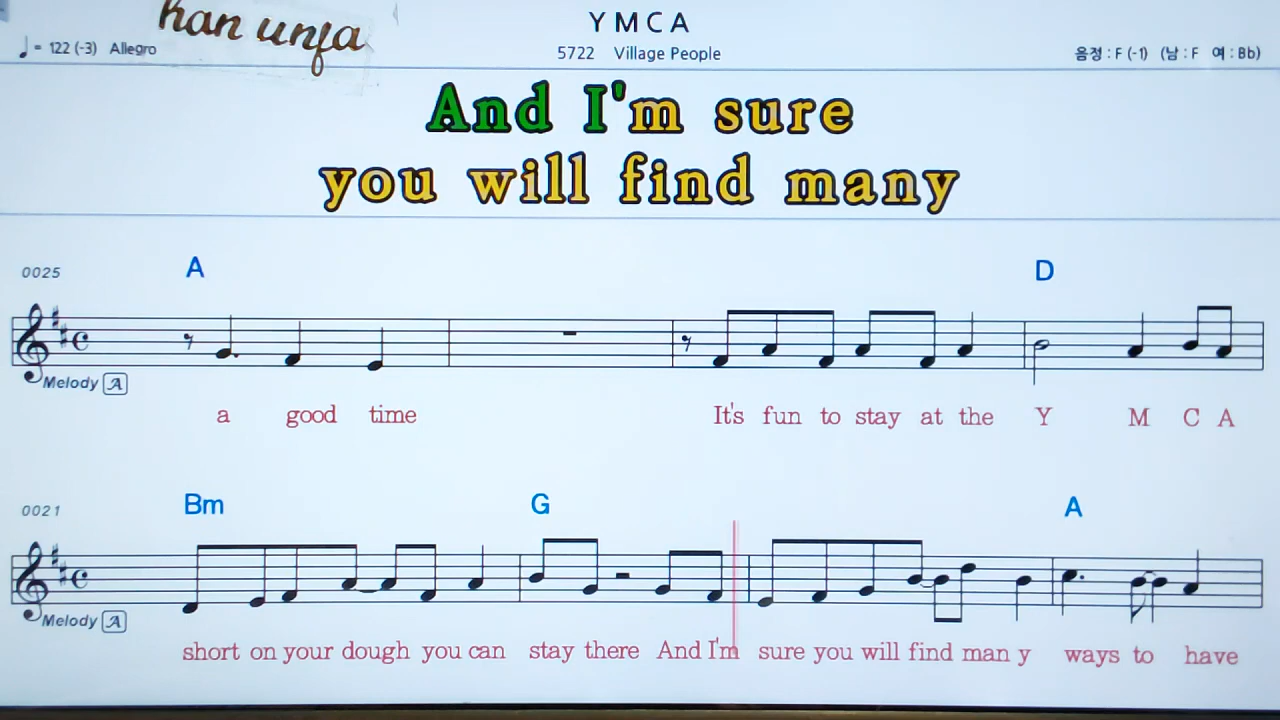 han unfa
Y M C A
♩ = 122 (-3) Allegro
5722 Village People
음정 : F (-1) (남 : F 여 : Bb)
And I'm sure
you will find many
0025
A
D
Melody A
a good time It's fun to stay at the Y M C A
0021
Bm G A
Melody A
short on your dough you can stay there And I'm sure you will find man y ways to have